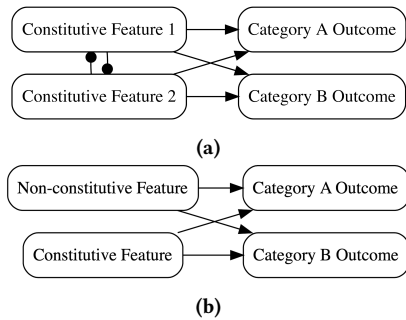 Constitutive Feature 1
Category A Outcome
Constitutive Feature 2
Category B Outcome
(a)
Non-constitutive Feature
Category A Outcome
Constitutive Feature
Category B Outcome
(b)